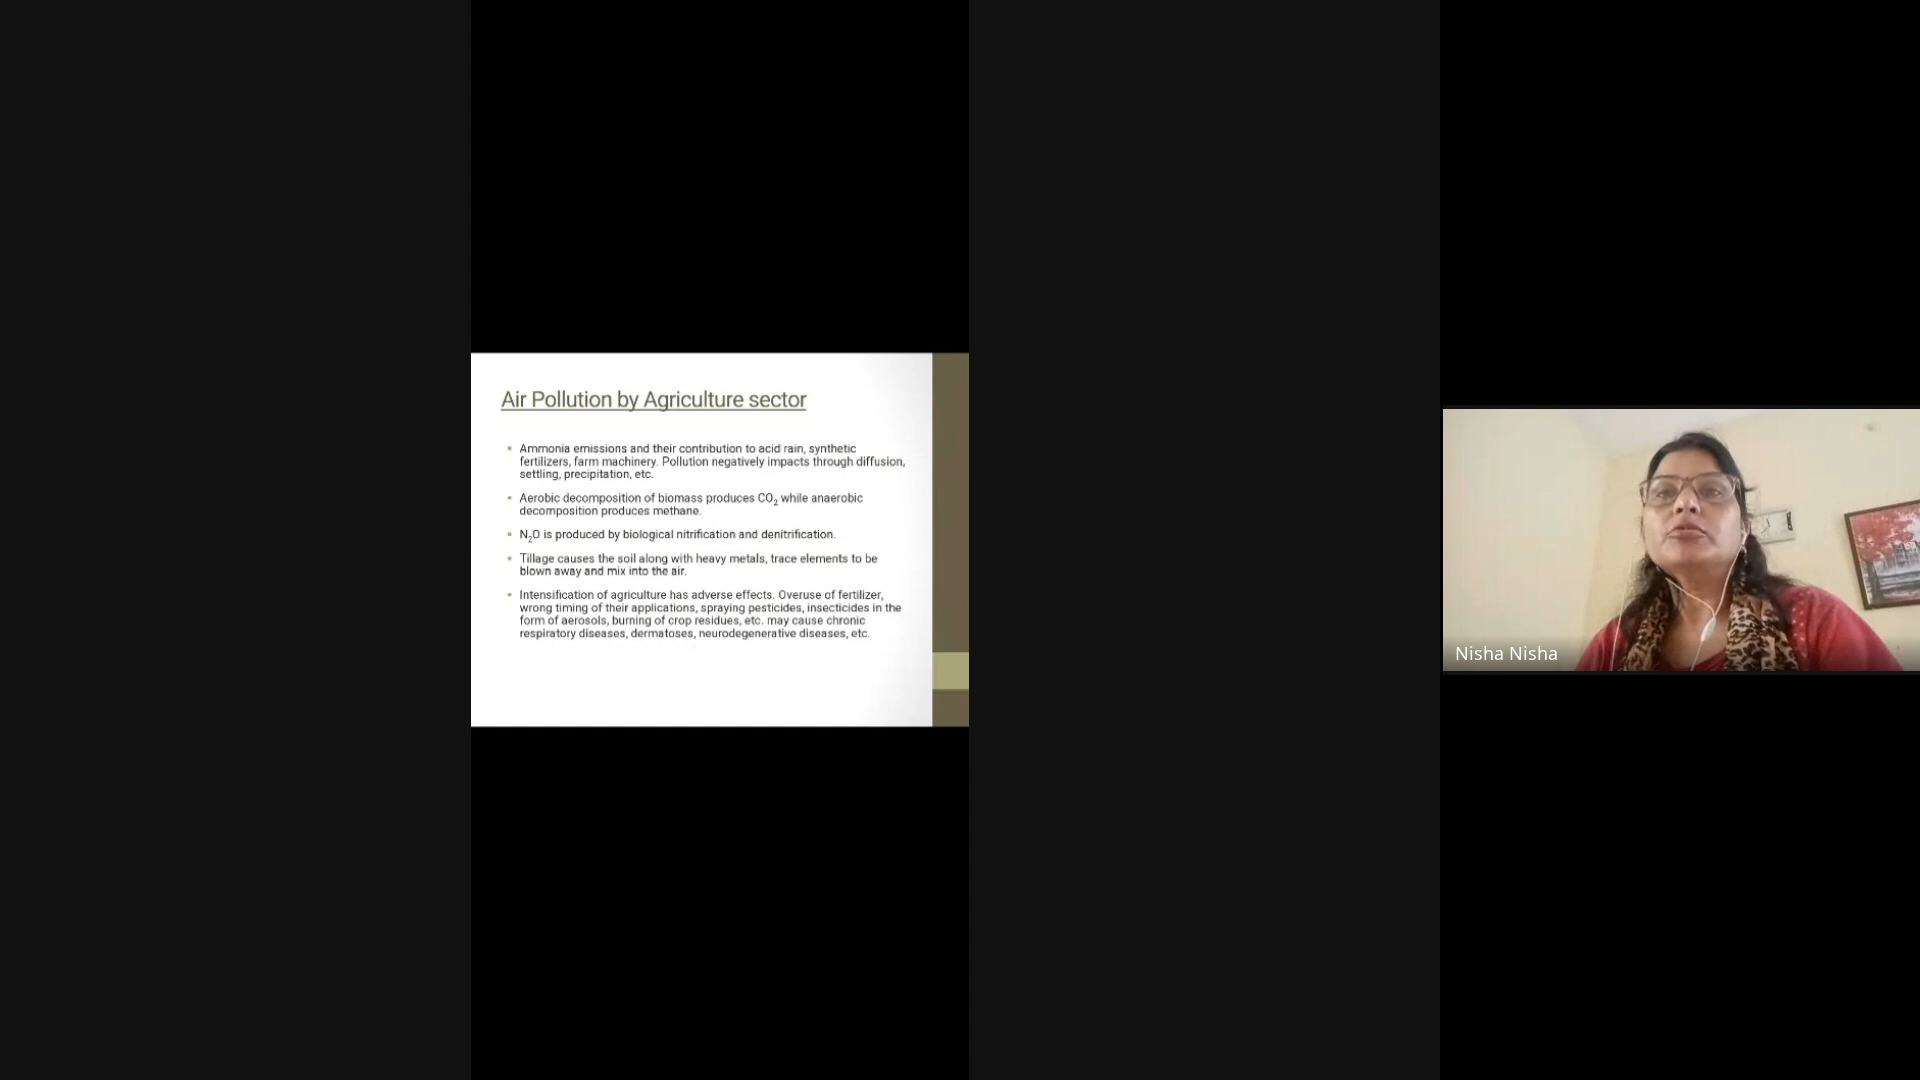 Air Pollution by Agriculture sector
Ammonia emissions and their contribution to acid rain, synthetic
fertilizers, farm machinery. Pollution negatively impacts through diffusion,
settling, precipitation, etc.
Aerobic decomposition of biomass produces CO₂ while anaerobic
decomposition produces methane.
N₂O is produced by biological nitrification and denitrification.
Tillage causes the soil along with heavy metals, trace elements to be
blown away and mix into the air.
Intensification of agriculture has adverse effects. Overuse of fertilizer,
wrong timing of their applications, spraying pesticides, insecticides in the
form of aerosols, burning of crop residues, etc. may cause chronic
respiratory diseases, dermatoses, neurodegenerative diseases, etc.
Nisha Nisha